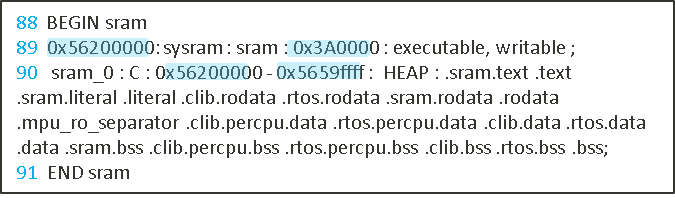 88 BEGIN sram
89 0x56200000: sysram : sram : 0x3A0000 : executable, writable ;
90 sram_0 : C : 0x56200000 - 0x5659ffff : HEAP : .sram.text .text
.sram.literal .literal .clib.rodata .rtos.rodata .sram.rodata .rodata
.mpu_ro_separator .clib.percpu.data .rtos.percpu.data .clib.data .rtos.data
.data .sram.bss .clib.percpu.bss .rtos.percpu.bss .clib.bss .rtos.bss .bss;
91 END sram